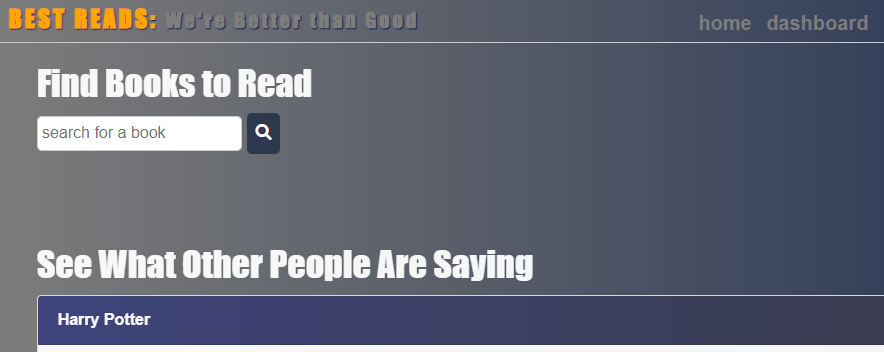 BEST READS: We're Better than Good
home dashboard
Find Books to Read
search for a book
See What Other People Are Saying
Harry Potter